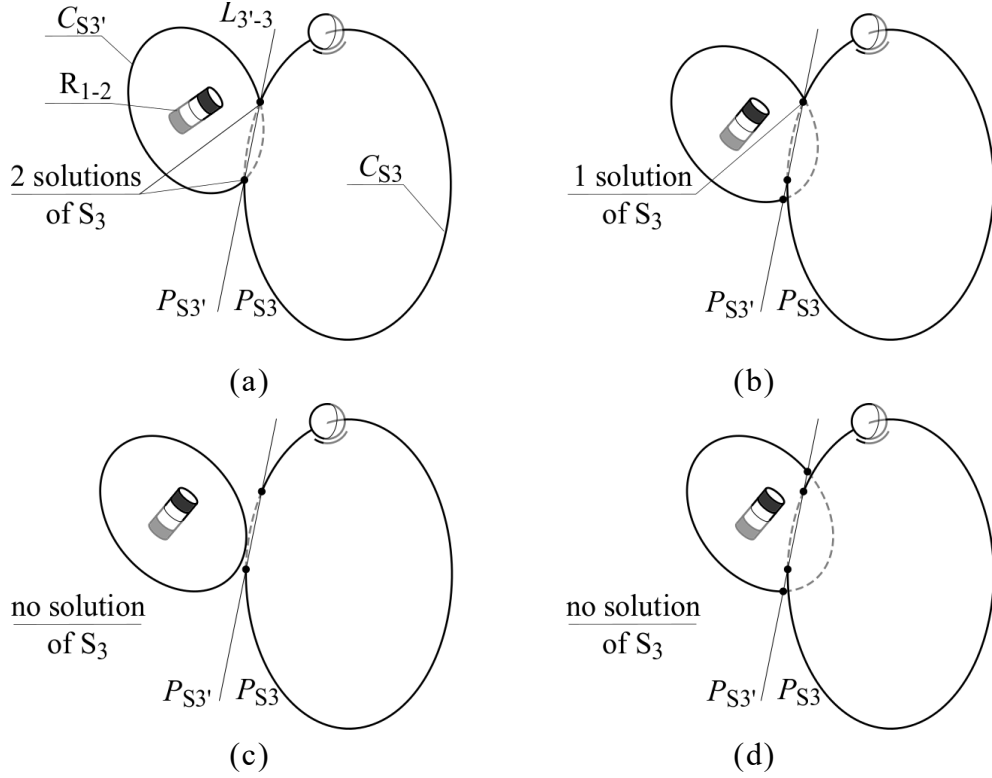 C_S3'
L_3'-3
R_1-2
2 solutions
of S_3
C_S3
1 solution
of S_3
P_S3' P_S3
P_S3' P_S3
(a)
(b)
no solution
of S_3
no solution
of S_3
P_S3' P_S3
P_S3' P_S3
(c)
(d)